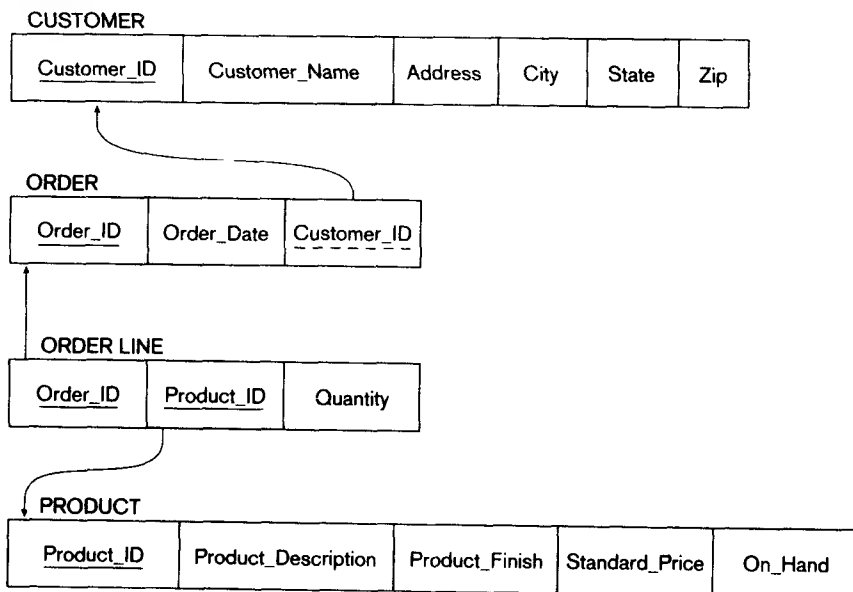 CUSTOMER
Customer_ID Customer_Name Address City State Zip
ORDER
Order_ID Order_Date Customer_ID
ORDER LINE
Order_ID Product_ID Quantity
PRODUCT
Product_ID Product_Description Product_Finish Standard_Price On_Hand